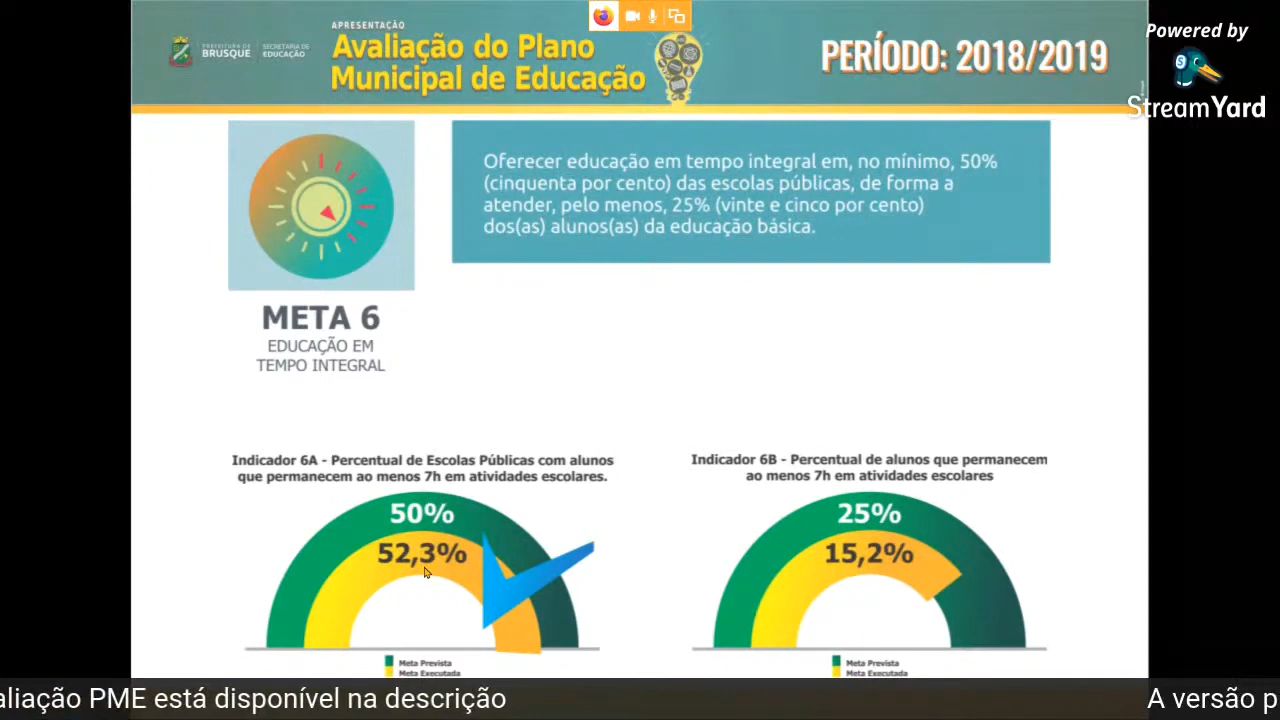 APRESENTAÇÃO
PREFEITURA DE
BRUSQUE
SECRETARIA DE
EDUCAÇÃO
Avaliação do Plano
Municipal de Educação
PERÍODO: 2018/2019
Powered by
StreamYard
Oferecer educação em tempo integral em, no mínimo, 50%
(cinquenta por cento) das escolas públicas, de forma a
atender, pelo menos, 25% (vinte e cinco por cento)
dos(as) alunos(as) da educação básica.
META 6
EDUCAÇÃO EM
TEMPO INTEGRAL
Indicador 6A - Percentual de Escolas Públicas com alunos
que permanecem ao menos 7h em atividades escolares.
50%
52,3%
Meta Prevista
Meta Executada
Indicador 6B - Percentual de alunos que permanecem
ao menos 7h em atividades escolares
25%
15,2%
Meta Prevista
Meta Executada
aliação PME está disponível na descrição
A versão p